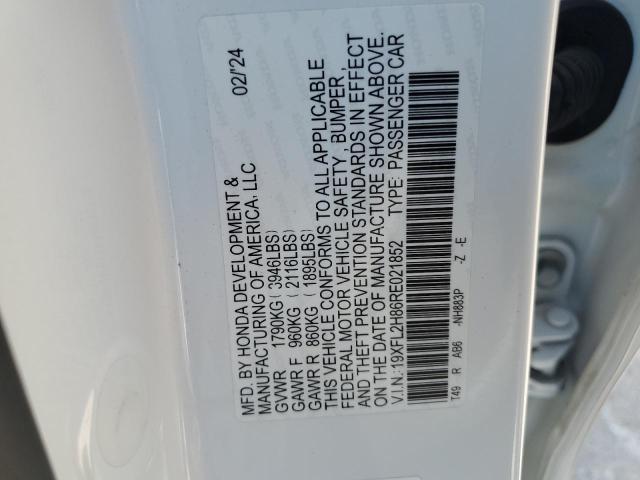 MFD. BY HONDA DEVELOPMENT & 02/'24
MANUFACTURING OF AMERICA, LLC
GVWR 1790KG(3946LBS)
GAWR F 960KG (2116LBS)
GAWR R 860KG (1895LBS)
THIS VEHICLE CONFORMS TO ALL APPLICABLE
FEDERAL MOTOR VEHICLE SAFETY, BUMPER,
AND THEFT PREVENTION STANDARDS IN EFFECT
ON THE DATE OF MANUFACTURE SHOWN ABOVE.
V.I.N.:19XFL2H86RE021852 TYPE: PASSENGER CAR
T49 R AB6 -NH883P -Z -E